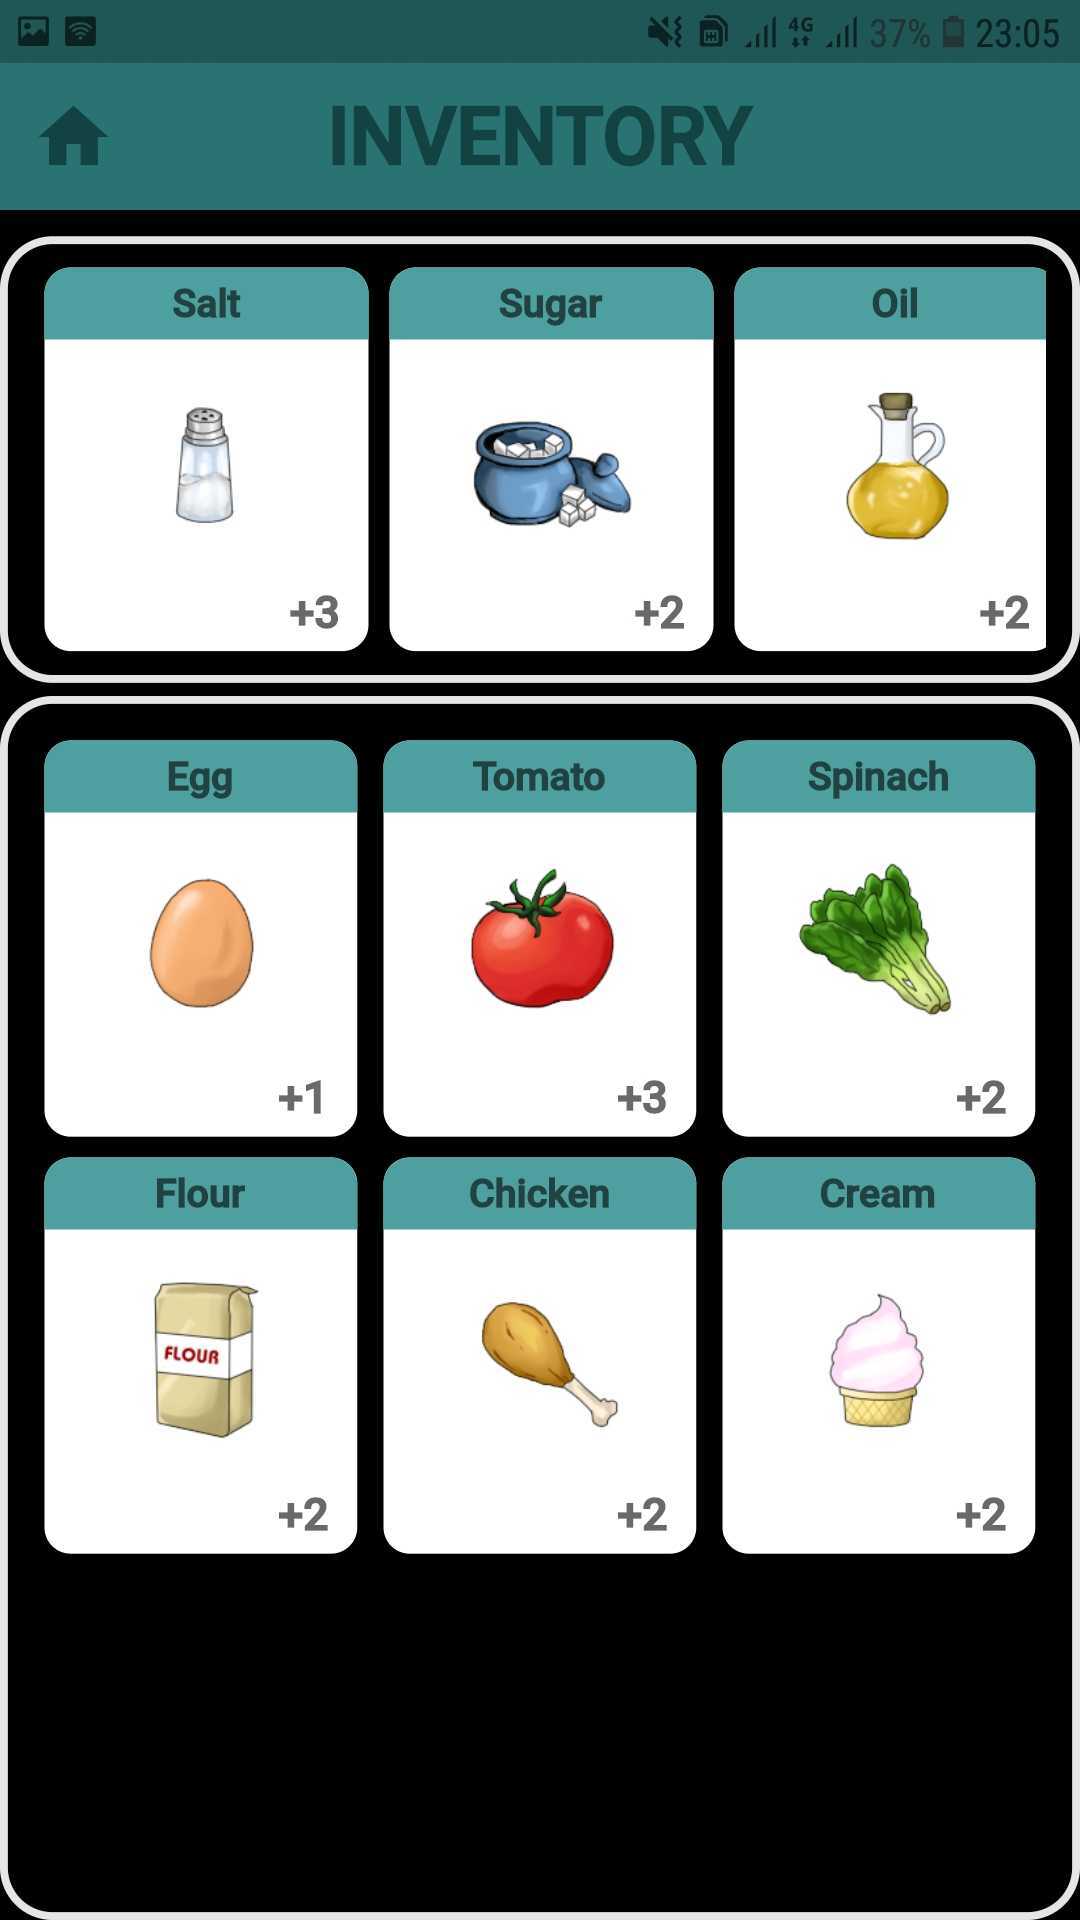 4G 37% 23:05
INVENTORY
Salt Sugar Oil
+3 +2 +2
Egg Tomato Spinach
+1 +3 +2
Flour Chicken Cream
FLOUR
+2 +2 +2